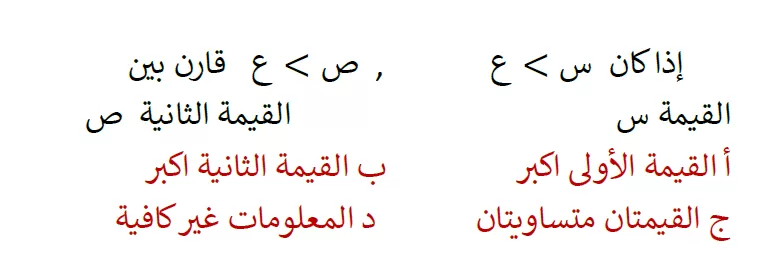 إذا كان س < ع , ص < ع قارن بين
القيمة س القيمة الثانية ص
أ القيمة الأولى اكبر ب القيمة الثانية اكبر
ج القيمتان متساويتان د المعلومات غير كافية